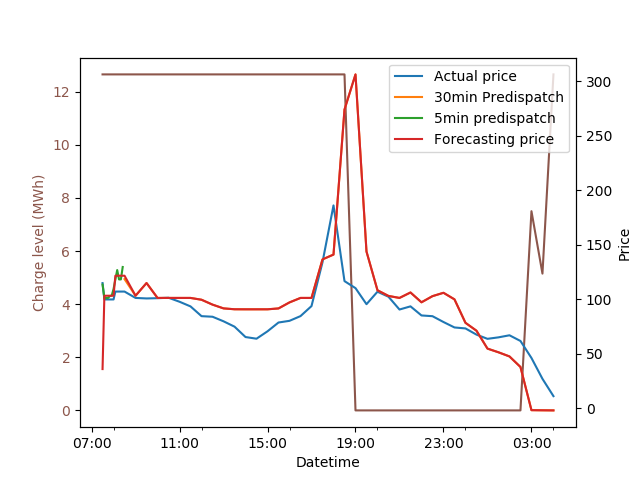 Actual price
30min Predispatch
5min predispatch
Forecasting price
Charge level (MWh)
12
10
8
6
4
2
0
300
250
200
150
100
50
0
Price
07:00 11:00 15:00 19:00 23:00 03:00
Datetime